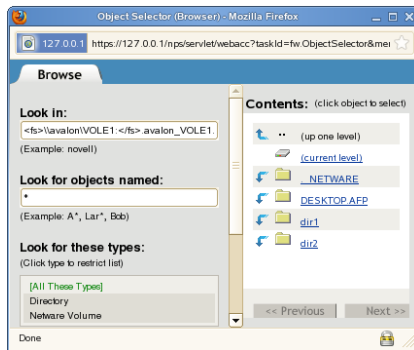 Object Selector (Browser) - Mozilla Firefox
127.0.0.1 https://127.0.0.1/nps/servlet/webacc?taskId=fw.ObjectSelector&me
Browse
Look in:
<fs>\\avalon\VOLE1:</fs>.avalon_VOLE1.
(Example: novell)
Look for objects named:
*
(Example: A*, Lar*, Bob)
Look for these types:
(Click type to restrict list)
[All These Types]
Directory
Netware Volume
Contents: (click object to select)
.. (up one level)
(current level)
._NETWARE
DESKTOP.AFP
dir1
dir2
<< Previous
Next >>
Done